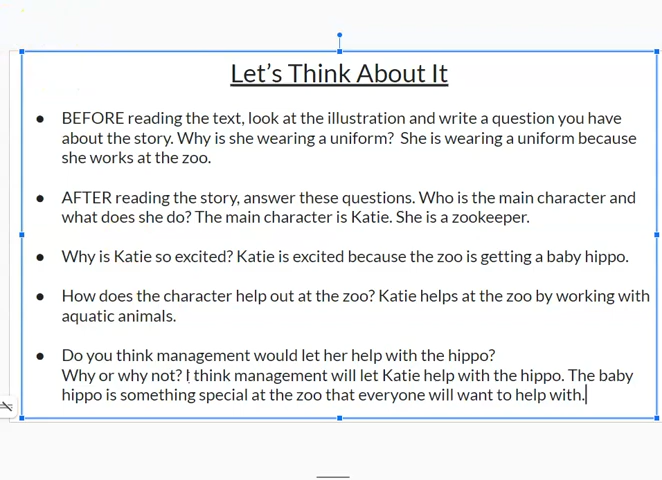 Let's Think About It
● BEFORE reading the text, look at the illustration and write a question you have
about the story. Why is she wearing a uniform?  She is wearing a uniform because
she works at the zoo.
● AFTER reading the story, answer these questions. Who is the main character and
what does she do? The main character is Katie. She is a zookeeper.
● Why is Katie so excited? Katie is excited because the zoo is getting a baby hippo.
● How does the character help out at the zoo? Katie helps at the zoo by working with
aquatic animals.
● Do you think management would let her help with the hippo?
Why or why not? I think management will let Katie help with the hippo. The baby
hippo is something special at the zoo that everyone will want to help with.